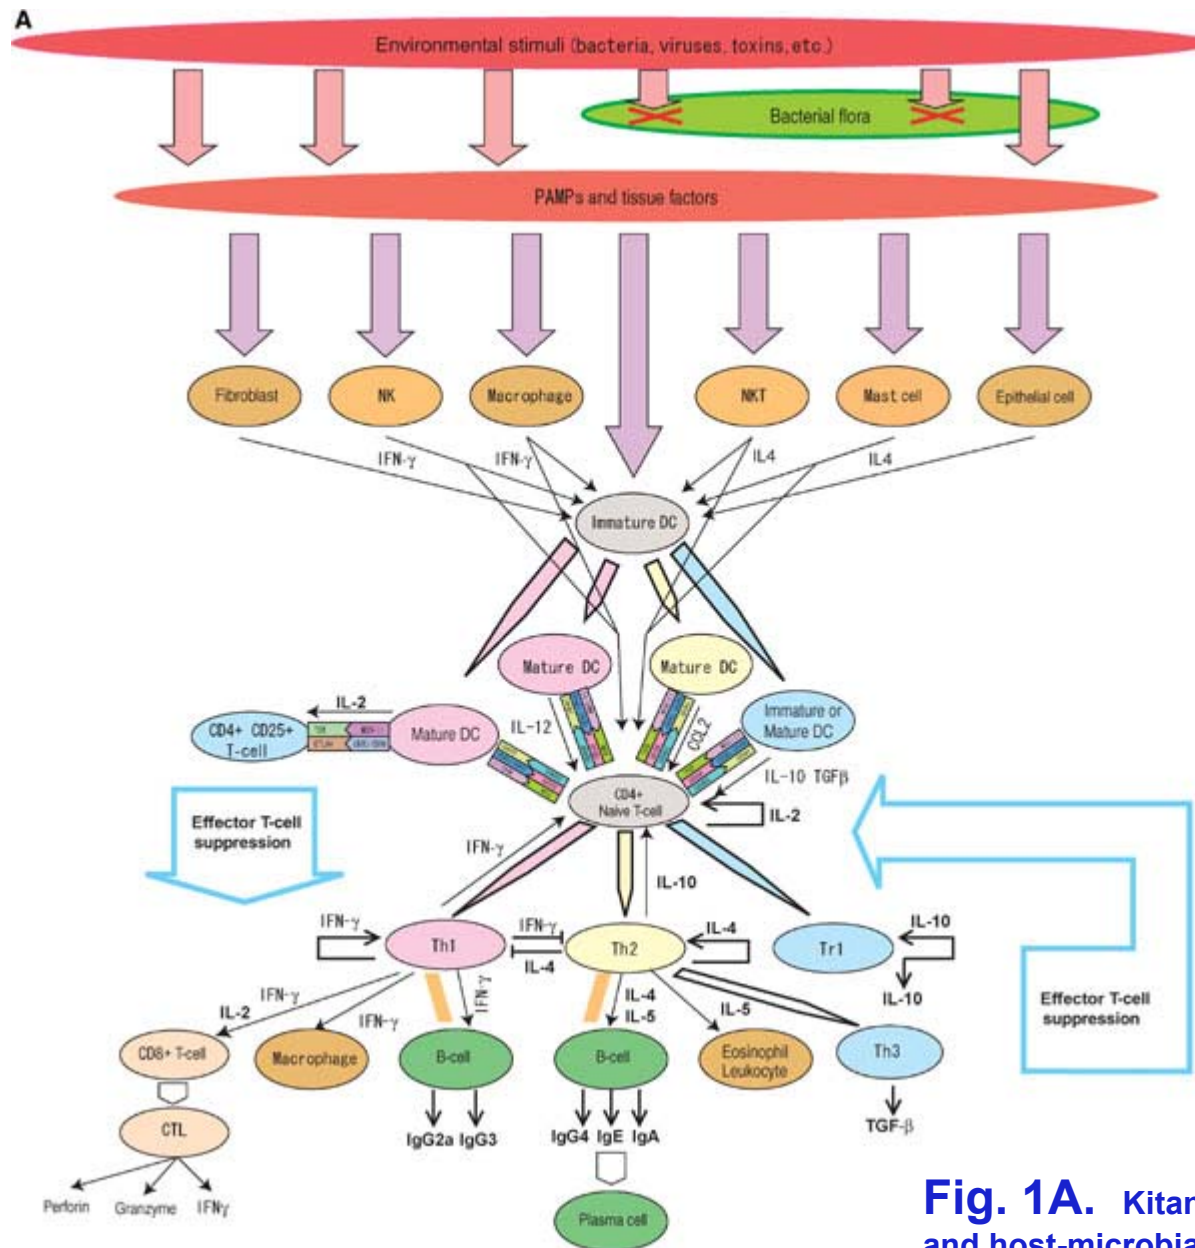 A
Environmental stimuli (bacteria, viruses, toxins, etc.)
Bacterial flora
PAMPs and tissue factors
Fibroblast
NK
Macrophage
NKT
Mast cell
Epithelial cell
IFN-γ
IFN-γ
IL4
IL4
Immature DC
Mature DC
Mature DC
IL-2
CD4+ CD25+
T-cell
Mature DC
IL-12
CCL2
Immature or
Mature DC
IL-10 TGFβ
CD4+
Naive T-cell
IL-2
Effector T-cell
suppression
IFN-γ
IL-10
IFN-γ
Th1
IFN-γ
IL-4
Th2
IL-4
Tr1
IL-10
IL-10
Effector T-cell
suppression
IL-2
IFN-γ
IFN-γ
IFN-γ
IL-4
IL-5
IL-5
CD8+ T-cell
Macrophage
B-cell
B-cell
Eosinophil
Leukocyte
Th3
CTL
IgG2a IgG3
IgG4 IgE IgA
TGF-β
Perforin
Granzyme
IFNγ
Plasma cell
Fig. 1A. Kitan
and host-microbia